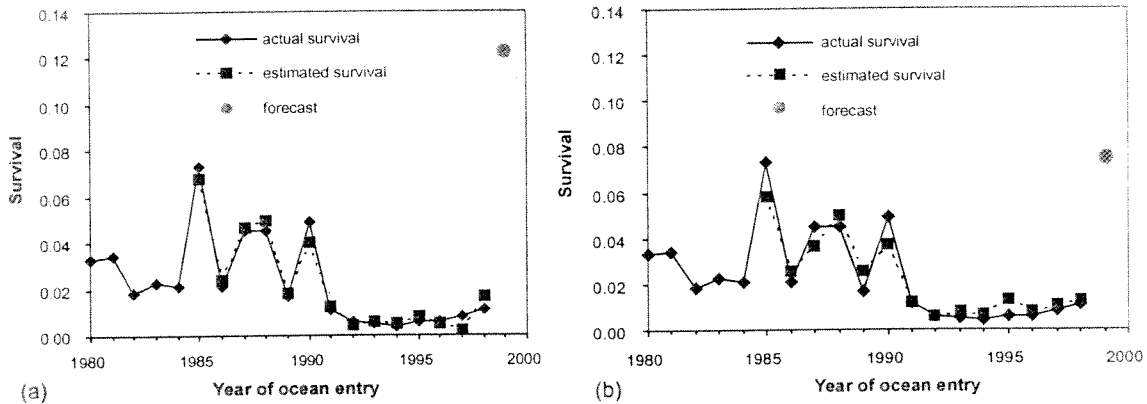 0.14
0.12
0.10
0.08
0.06
0.04
0.02
0.00
Survival
actual survival
estimated survival
forecast
1980
1985
1990
1995
2000
Year of ocean entry
(a)
0.14
0.12
0.10
0.08
0.06
0.04
0.02
0.00
Survival
actual survival
estimated survival
forecast
1980
1985
1990
1995
2000
Year of ocean entry
(b)